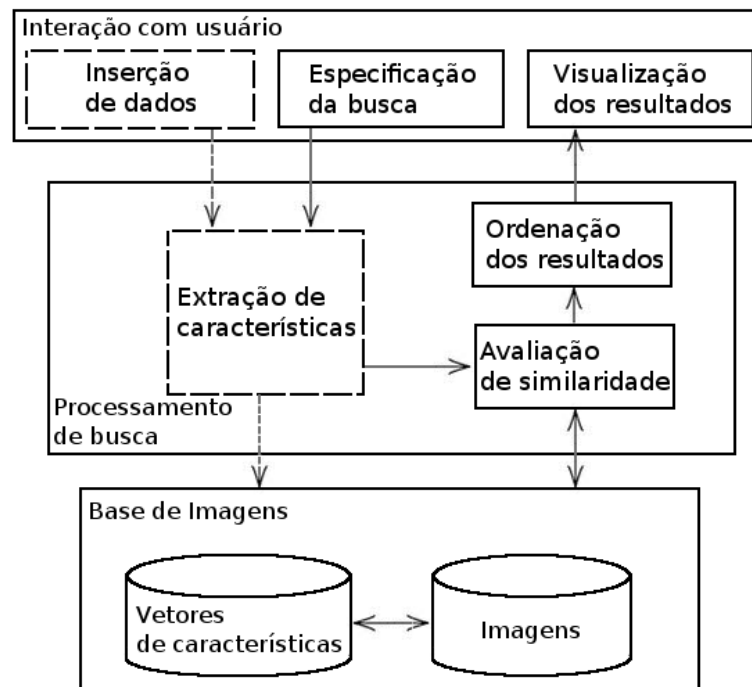 Interação com usuário
Inserção
de dados
Especificação
da busca
Visualização
dos resultados
Ordenação
dos resultados
Extração de
características
Avaliação
de similaridade
Processamento
de busca
Base de Imagens
Vetores
de características
Imagens